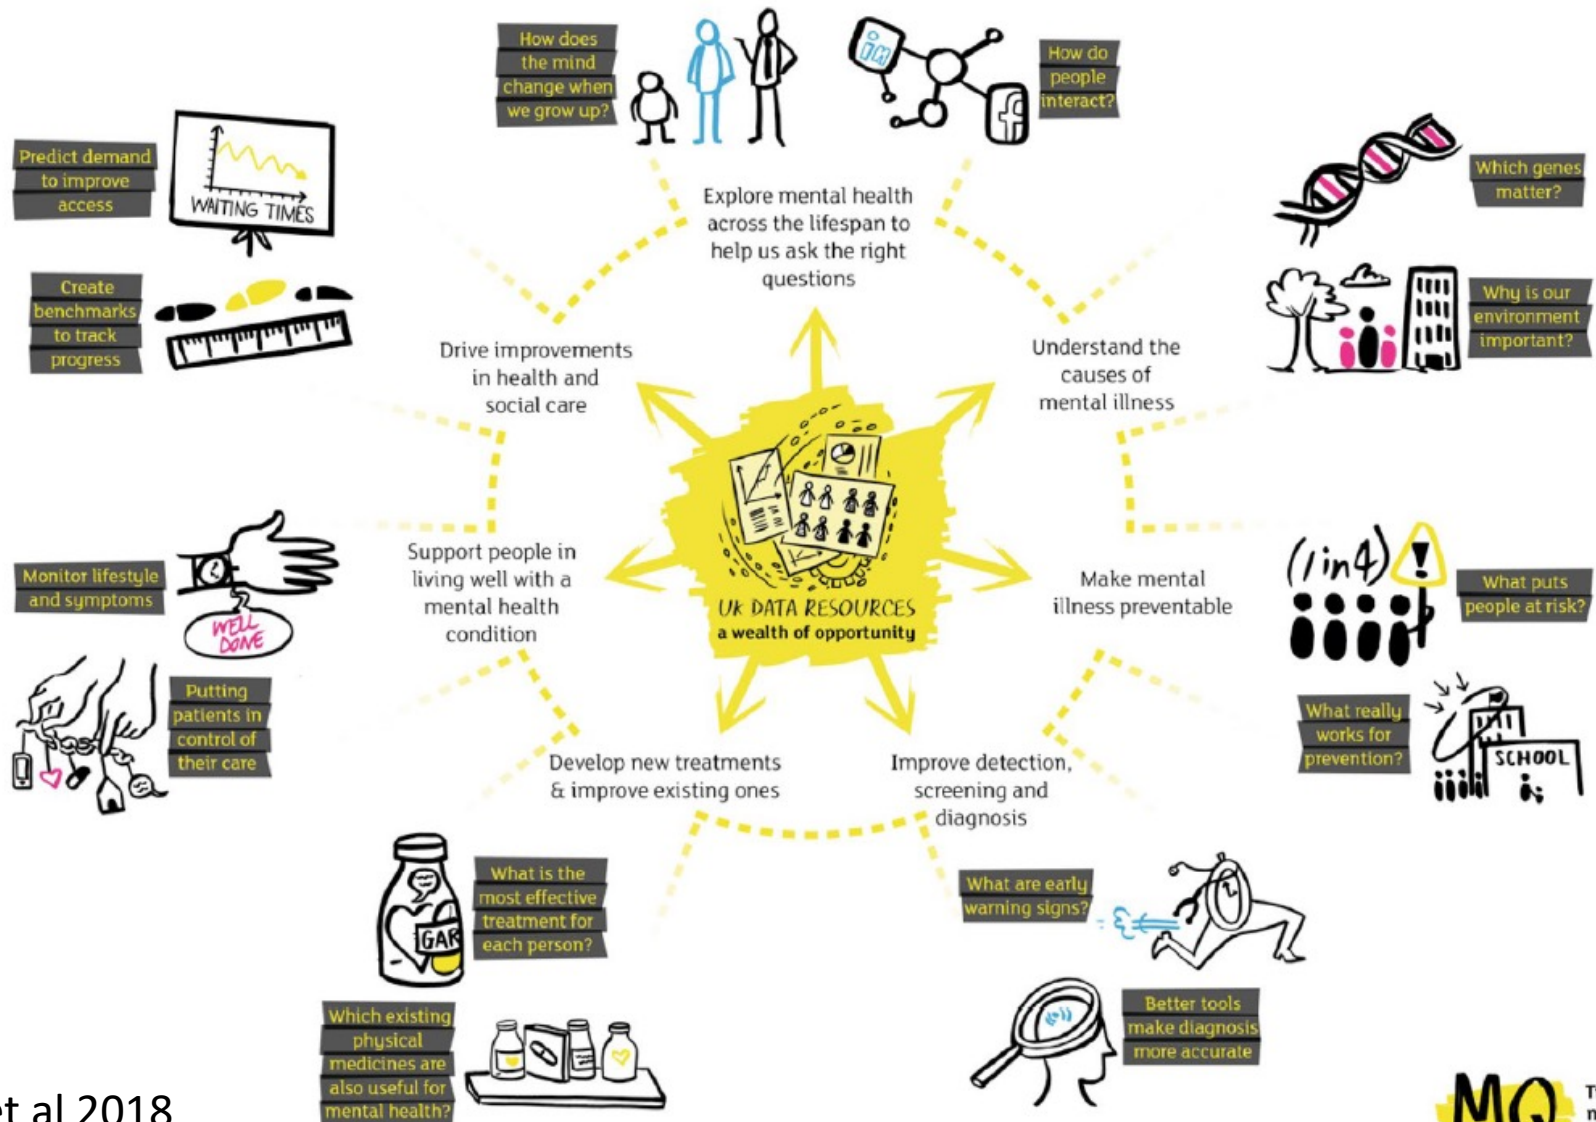 How does
the mind
change when
we grow up?
in
f
How do
people
interact?
Predict demand
to improve
access
WAITING TIMES
Which genes
matter?
Explore mental health
across the lifespan to
help us ask the right
questions
Create
benchmarks
to track
progress
Why is our
environment
important?
Drive improvements
in health and
social care
Understand the
causes of
mental illness
Monitor lifestyle
and symptoms
WELL
DONE
Support people in
living well with a
mental health
condition
UK DATA RESOURCES
a wealth of opportunity
Make mental
illness preventable
(1 in 4)
!
What puts
people at risk?
Putting
patients in
control of
their care
What really
works for
prevention?
SCHOOL
Develop new treatments
& improve existing ones
Improve detection,
screening and
diagnosis
GAR
What is the
most effective
treatment for
each person?
What are early
warning signs?
Which existing
physical
medicines are
also useful for
mental health?
Better tools
make diagnosis
more accurate
et al 2018
MQ